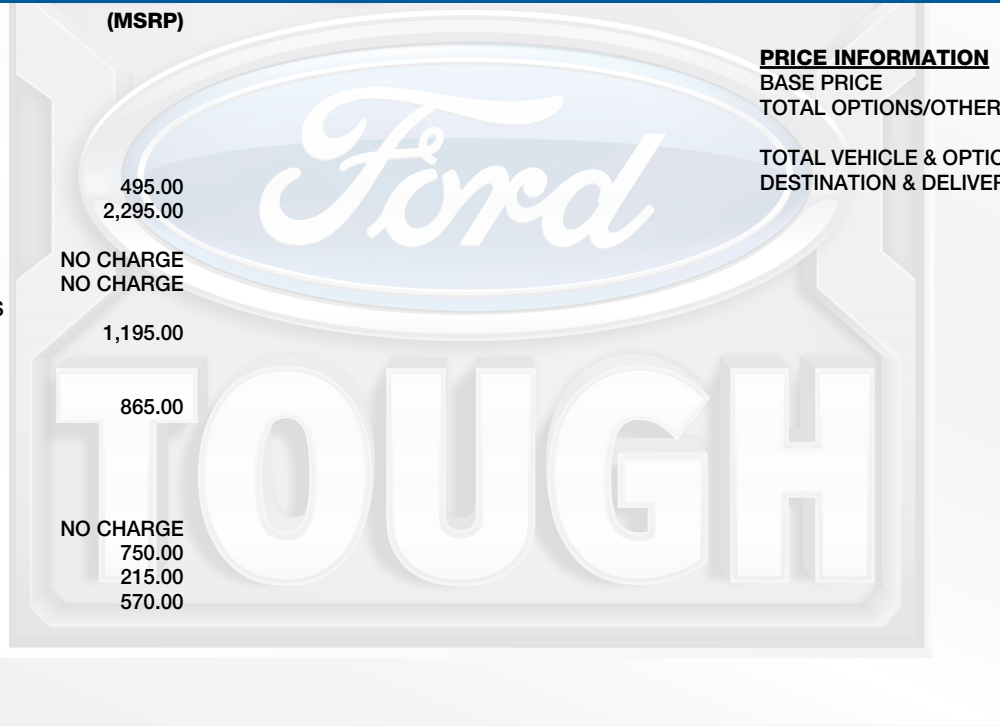 (MSRP)
495.00
2,295.00
NO CHARGE
NO CHARGE
S
1,195.00
865.00
NO CHARGE
750.00
215.00
570.00
PRICE INFORMATION
BASE PRICE
TOTAL OPTIONS/OTHER
TOTAL VEHICLE & OPTIO
DESTINATION & DELIVER
Ford
TOUGH